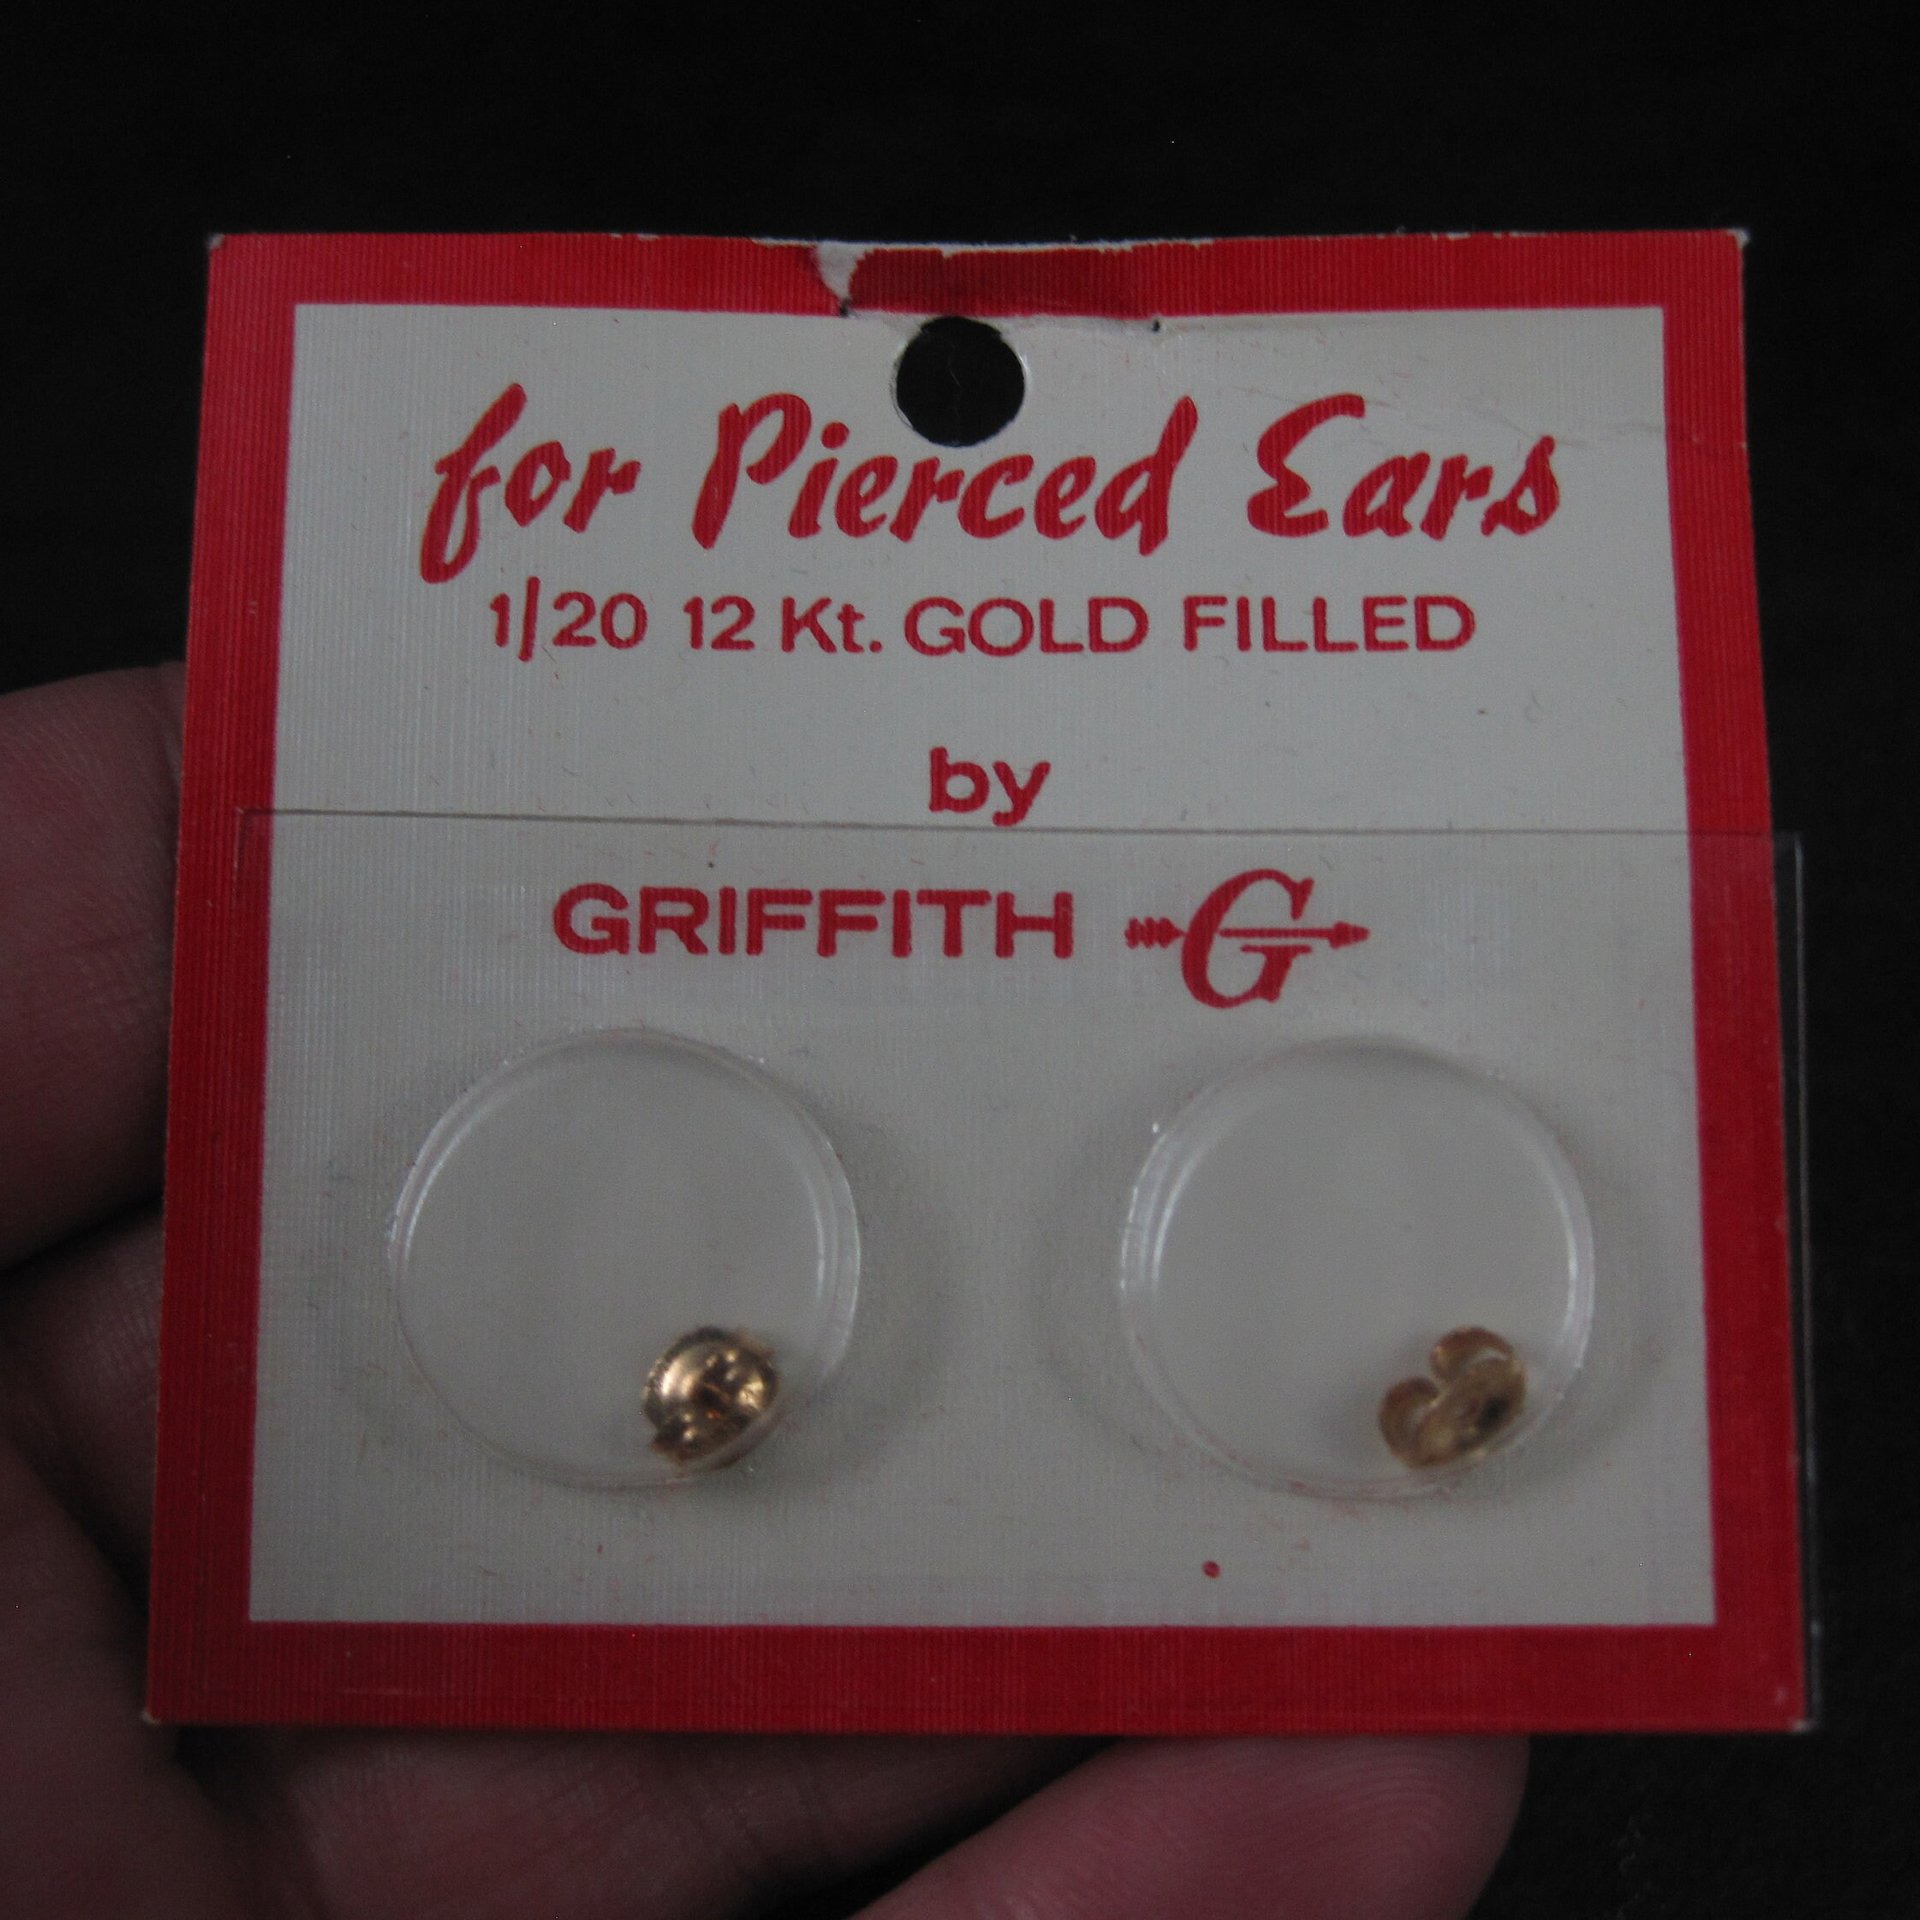 for Pierced Ears
1/20 12 Kt. GOLD FILLED
by
GRIFFITH G